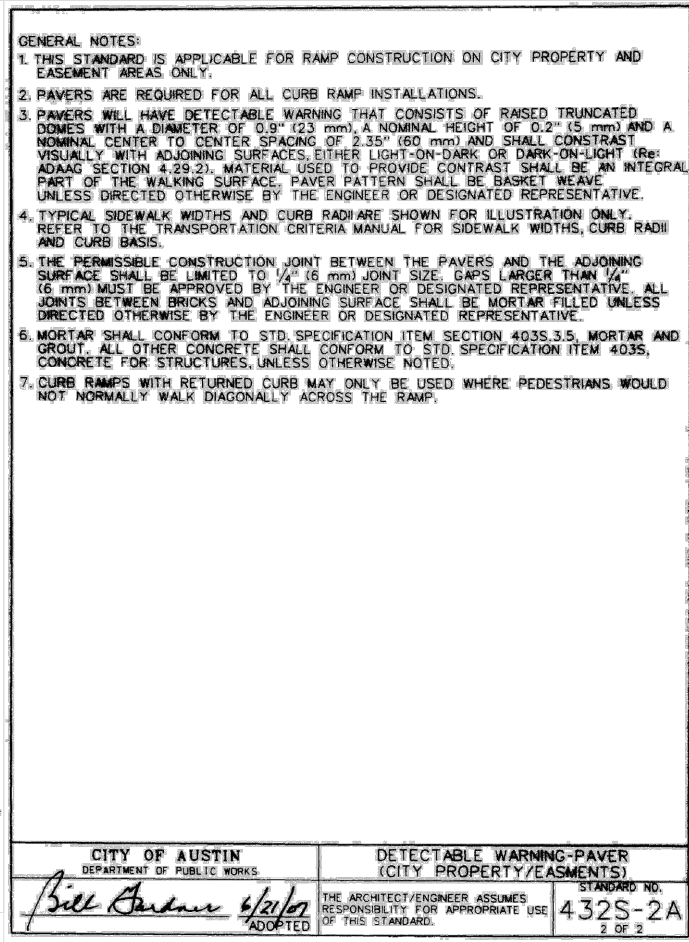 GENERAL NOTES:
1. THIS STANDARD IS APPLICABLE FOR RAMP CONSTRUCTION ON CITY PROPERTY AND
EASEMENT AREAS ONLY.
2. PAVERS ARE REQUIRED FOR ALL CURB RAMP INSTALLATIONS.
3. PAVERS WILL HAVE DETECTABLE WARNING THAT CONSISTS OF RAISED TRUNCATED
DOMES WITH A DIAMETER OF 0.9" (23 mm), A NOMINAL HEIGHT OF 0.2" (5 mm) AND A
NOMINAL CENTER TO CENTER SPACING OF 2.35" (60 mm) AND SHALL CONSTRAST
VISUALLY WITH ADJOINING SURFACES, EITHER LIGHT-ON-DARK OR DARK-ON-LIGHT (Re:
ADAAG SECTION 4.29.2). MATERIAL USED TO PROVIDE CONTRAST SHALL BE AN INTEGRAL
PART OF THE WALKING SURFACE. PAVER PATTERN SHALL BE BASKET WEAVE
UNLESS DIRECTED OTHERWISE BY THE ENGINEER OR DESIGNATED REPRESENTATIVE.
4. TYPICAL SIDEWALK WIDTHS AND CURB RADII ARE SHOWN FOR ILLUSTRATION ONLY.
REFER TO THE TRANSPORTATION CRITERIA MANUAL FOR SIDEWALK WIDTHS, CURB RADII
AND CURB BASIS.
5. THE PERMISSIBLE CONSTRUCTION JOINT BETWEEN THE PAVERS AND THE ADJOINING
SURFACE SHALL BE LIMITED TO 1/4" (6 mm) JOINT SIZE. GAPS LARGER THAN 1/4"
(6 mm) MUST BE APPROVED BY THE ENGINEER OR DESIGNATED REPRESENTATIVE. ALL
JOINTS BETWEEN BRICKS AND ADJOINING SURFACE SHALL BE MORTAR FILLED UNLESS
DIRECTED OTHERWISE BY THE ENGINEER OR DESIGNATED REPRESENTATIVE.
6. MORTAR SHALL CONFORM TO STD. SPECIFICATION ITEM SECTION 403S.3.5, MORTAR AND
GROUT. ALL OTHER CONCRETE SHALL CONFORM TO STD. SPECIFICATION ITEM 403S,
CONCRETE FOR STRUCTURES, UNLESS OTHERWISE NOTED.
7. CURB RAMPS WITH RETURNED CURB MAY ONLY BE USED WHERE PEDESTRIANS WOULD
NOT NORMALLY WALK DIAGONALLY ACROSS THE RAMP.
CITY OF AUSTIN
DEPARTMENT OF PUBLIC WORKS
Bill Gardner 6/21/07
ADOPTED
DETECTABLE WARNING-PAVER
(CITY PROPERTY/EASMENTS)
THE ARCHITECT/ENGINEER ASSUMES
RESPONSIBILITY FOR APPROPRIATE USE
OF THIS STANDARD.
STANDARD NO.
432S-2A
2 OF 2